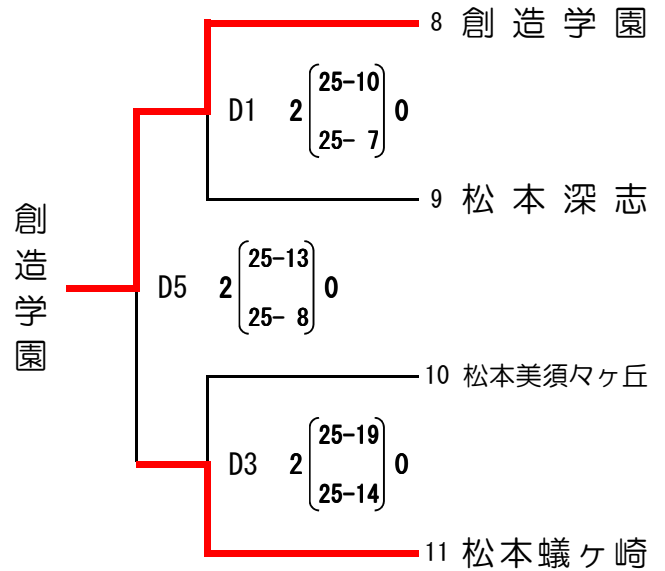 8 創造学園
D1 2 25-10 0
25- 7
9 松本深志
創造学園
D5 2 25-13 0
25- 8
10 松本美須々ヶ丘
D3 2 25-19 0
25-14
11 松本蟻ヶ崎